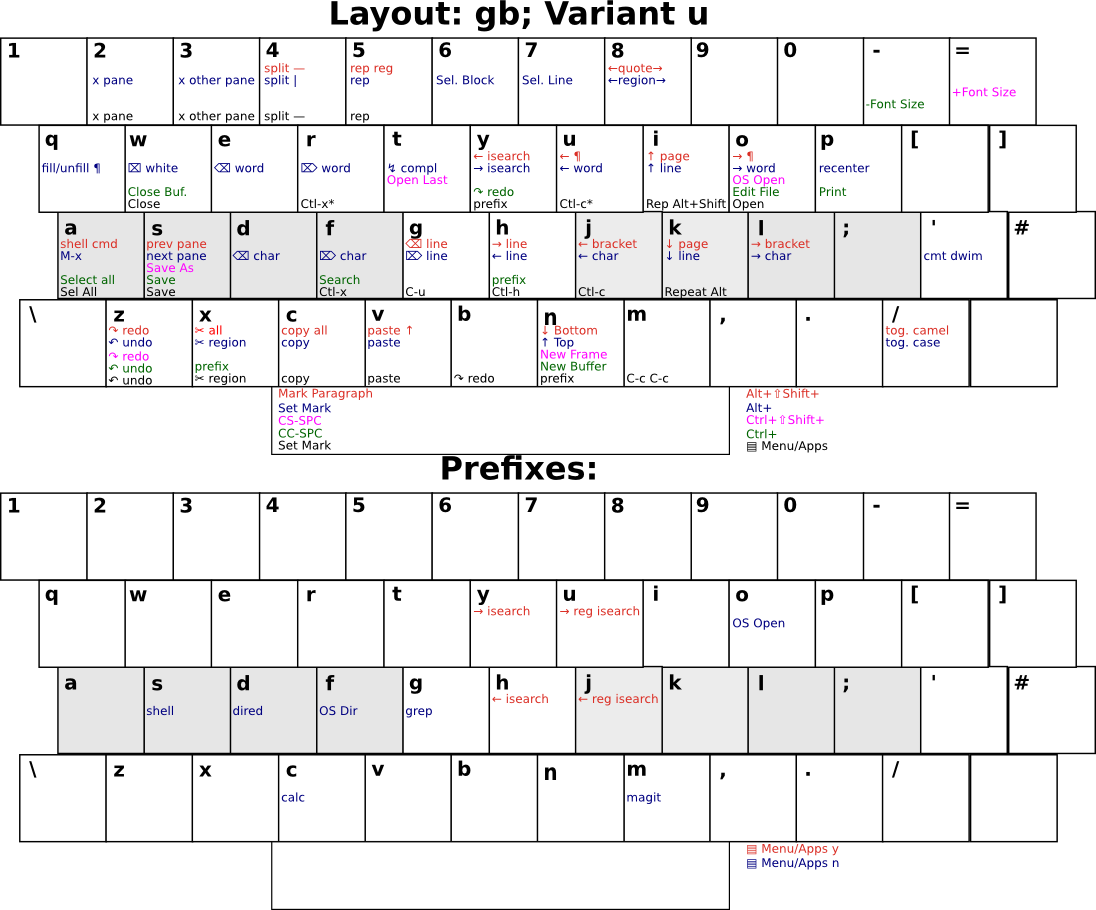 Layout: gb; Variant u
1
2
x pane
x pane
3
x other pane
x other pane
4
split —
split |
split —
5
rep reg
rep
rep
6
Sel. Block
7
Sel. Line
8
←quote→
←region→
9
0
-
-Font Size
=
+Font Size
q
fill/unfill ¶
w
⌧ white
Close Buf.
Close
e
⌫ word
r
⌦ word
Ctl-x*
t
↯ compl
Open Last
y
← isearch
→ isearch
↷ redo
prefix
u
← ¶
← word
Ctl-c*
i
↑ page
↑ line
Rep Alt+Shift
o
→ ¶
→ word
OS Open
Edit File
Open
p
recenter
Print
[
]
a
shell cmd
M-x
Select all
Sel All
s
prev pane
next pane
Save As
Save
Save
d
⌫ char
f
⌦ char
Search
Ctl-x
g
⌫ line
⌦ line
C-u
h
→ line
← line
prefix
Ctl-h
j
← bracket
← char
Ctl-c
k
↓ page
↓ line
Repeat Alt
l
→ bracket
→ char
;
'
cmt dwim
#
\
z
↷ redo
↶ undo
↷ redo
↶ undo
↶ undo
x
✂ all
✂ region
prefix
✂ region
c
copy all
copy
copy
v
paste ↑
paste
paste
b
↷ redo
n
↓ Bottom
↑ Top
New Frame
New Buffer
prefix
m
C-c C-c
,
.
/
tog. camel
tog. case
Mark Paragraph
Set Mark
CS-SPC
CC-SPC
Set Mark
Alt+⇧Shift+
Alt+
Ctrl+⇧Shift+
Ctrl+
▤ Menu/Apps
Prefixes:
1
2
3
4
5
6
7
8
9
0
-
=
q
w
e
r
t
y
→ isearch
u
→ reg isearch
i
o
OS Open
p
[
]
a
s
shell
d
dired
f
OS Dir
g
grep
h
← isearch
j
← reg isearch
k
l
;
'
#
\
z
x
c
calc
v
b
n
m
magit
,
.
/
▤ Menu/Apps y
▤ Menu/Apps n